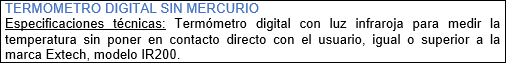 TERMOMETRO DIGITAL SIN MERCURIO
Especificaciones técnicas: Termómetro digital con luz infraroja para medir la
temperatura sin poner en contacto directo con el usuario, igual o superior a la
marca Extech, modelo IR200.